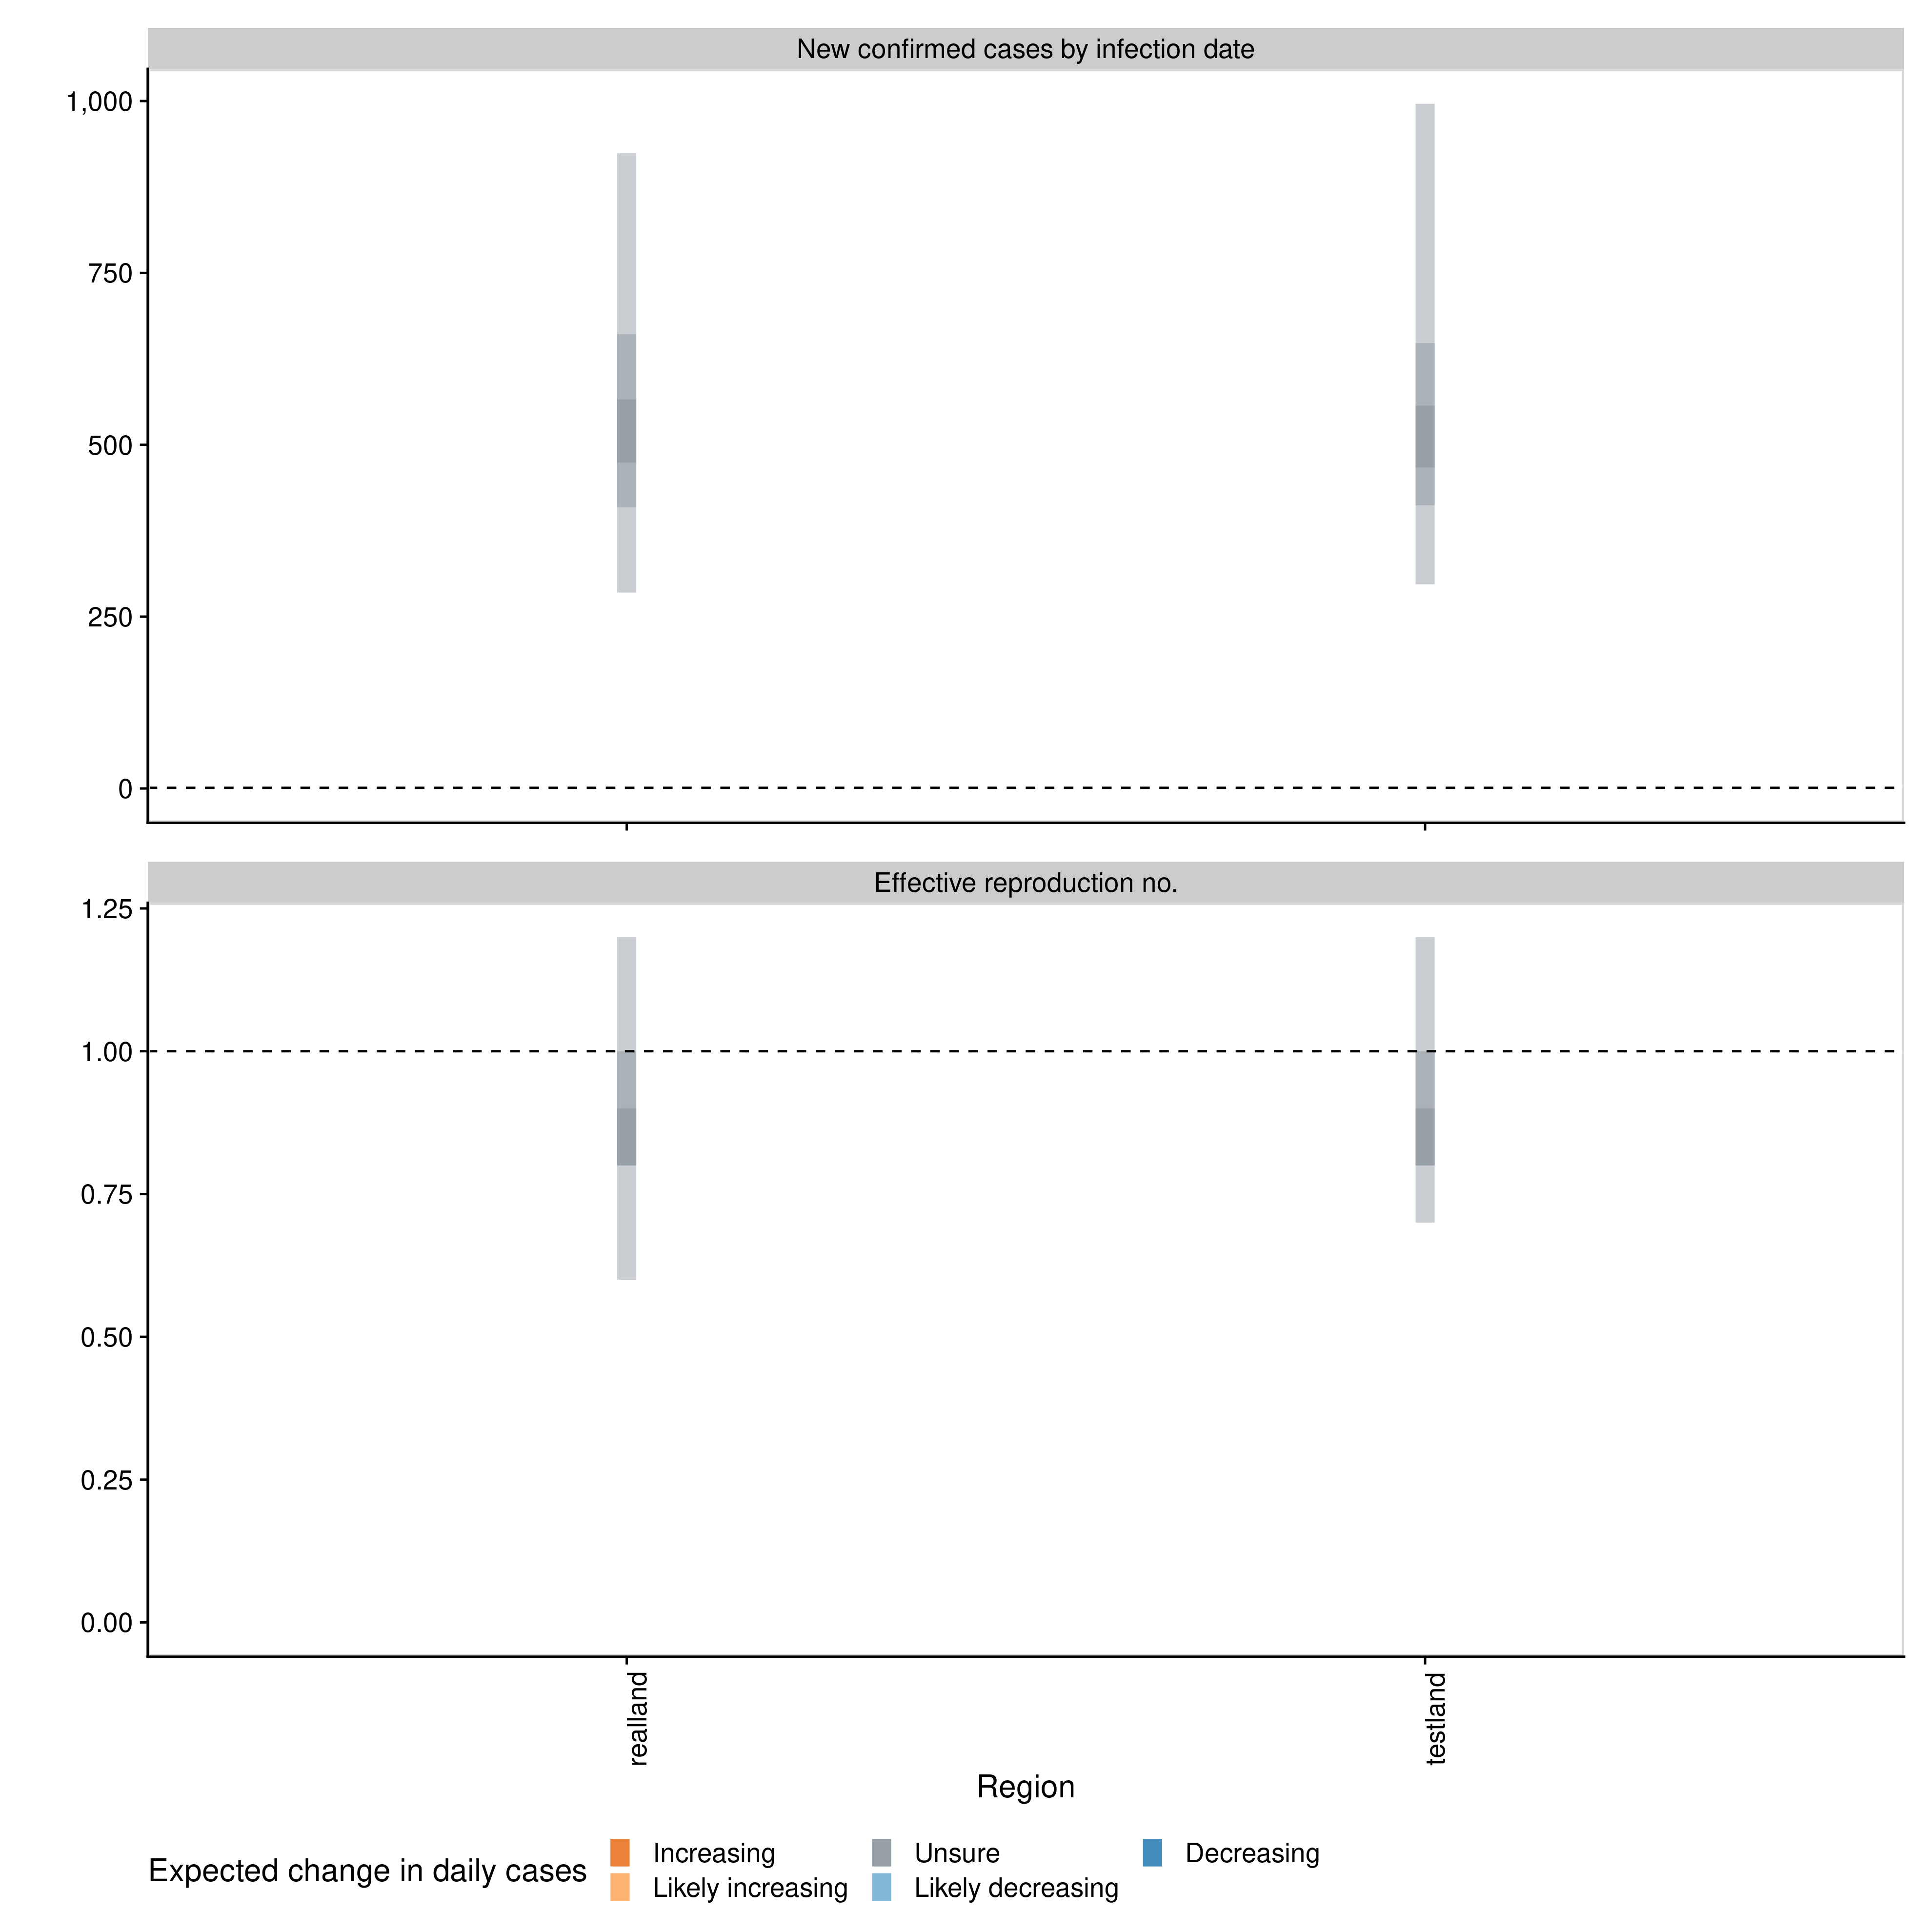 New confirmed cases by infection date
1,000
750
500
250
0
Effective reproduction no.
1.25
1.00
0.75
0.50
0.25
0.00
realland
testland
Region
Expected change in daily cases
Increasing
Unsure
Decreasing
Likely increasing
Likely decreasing